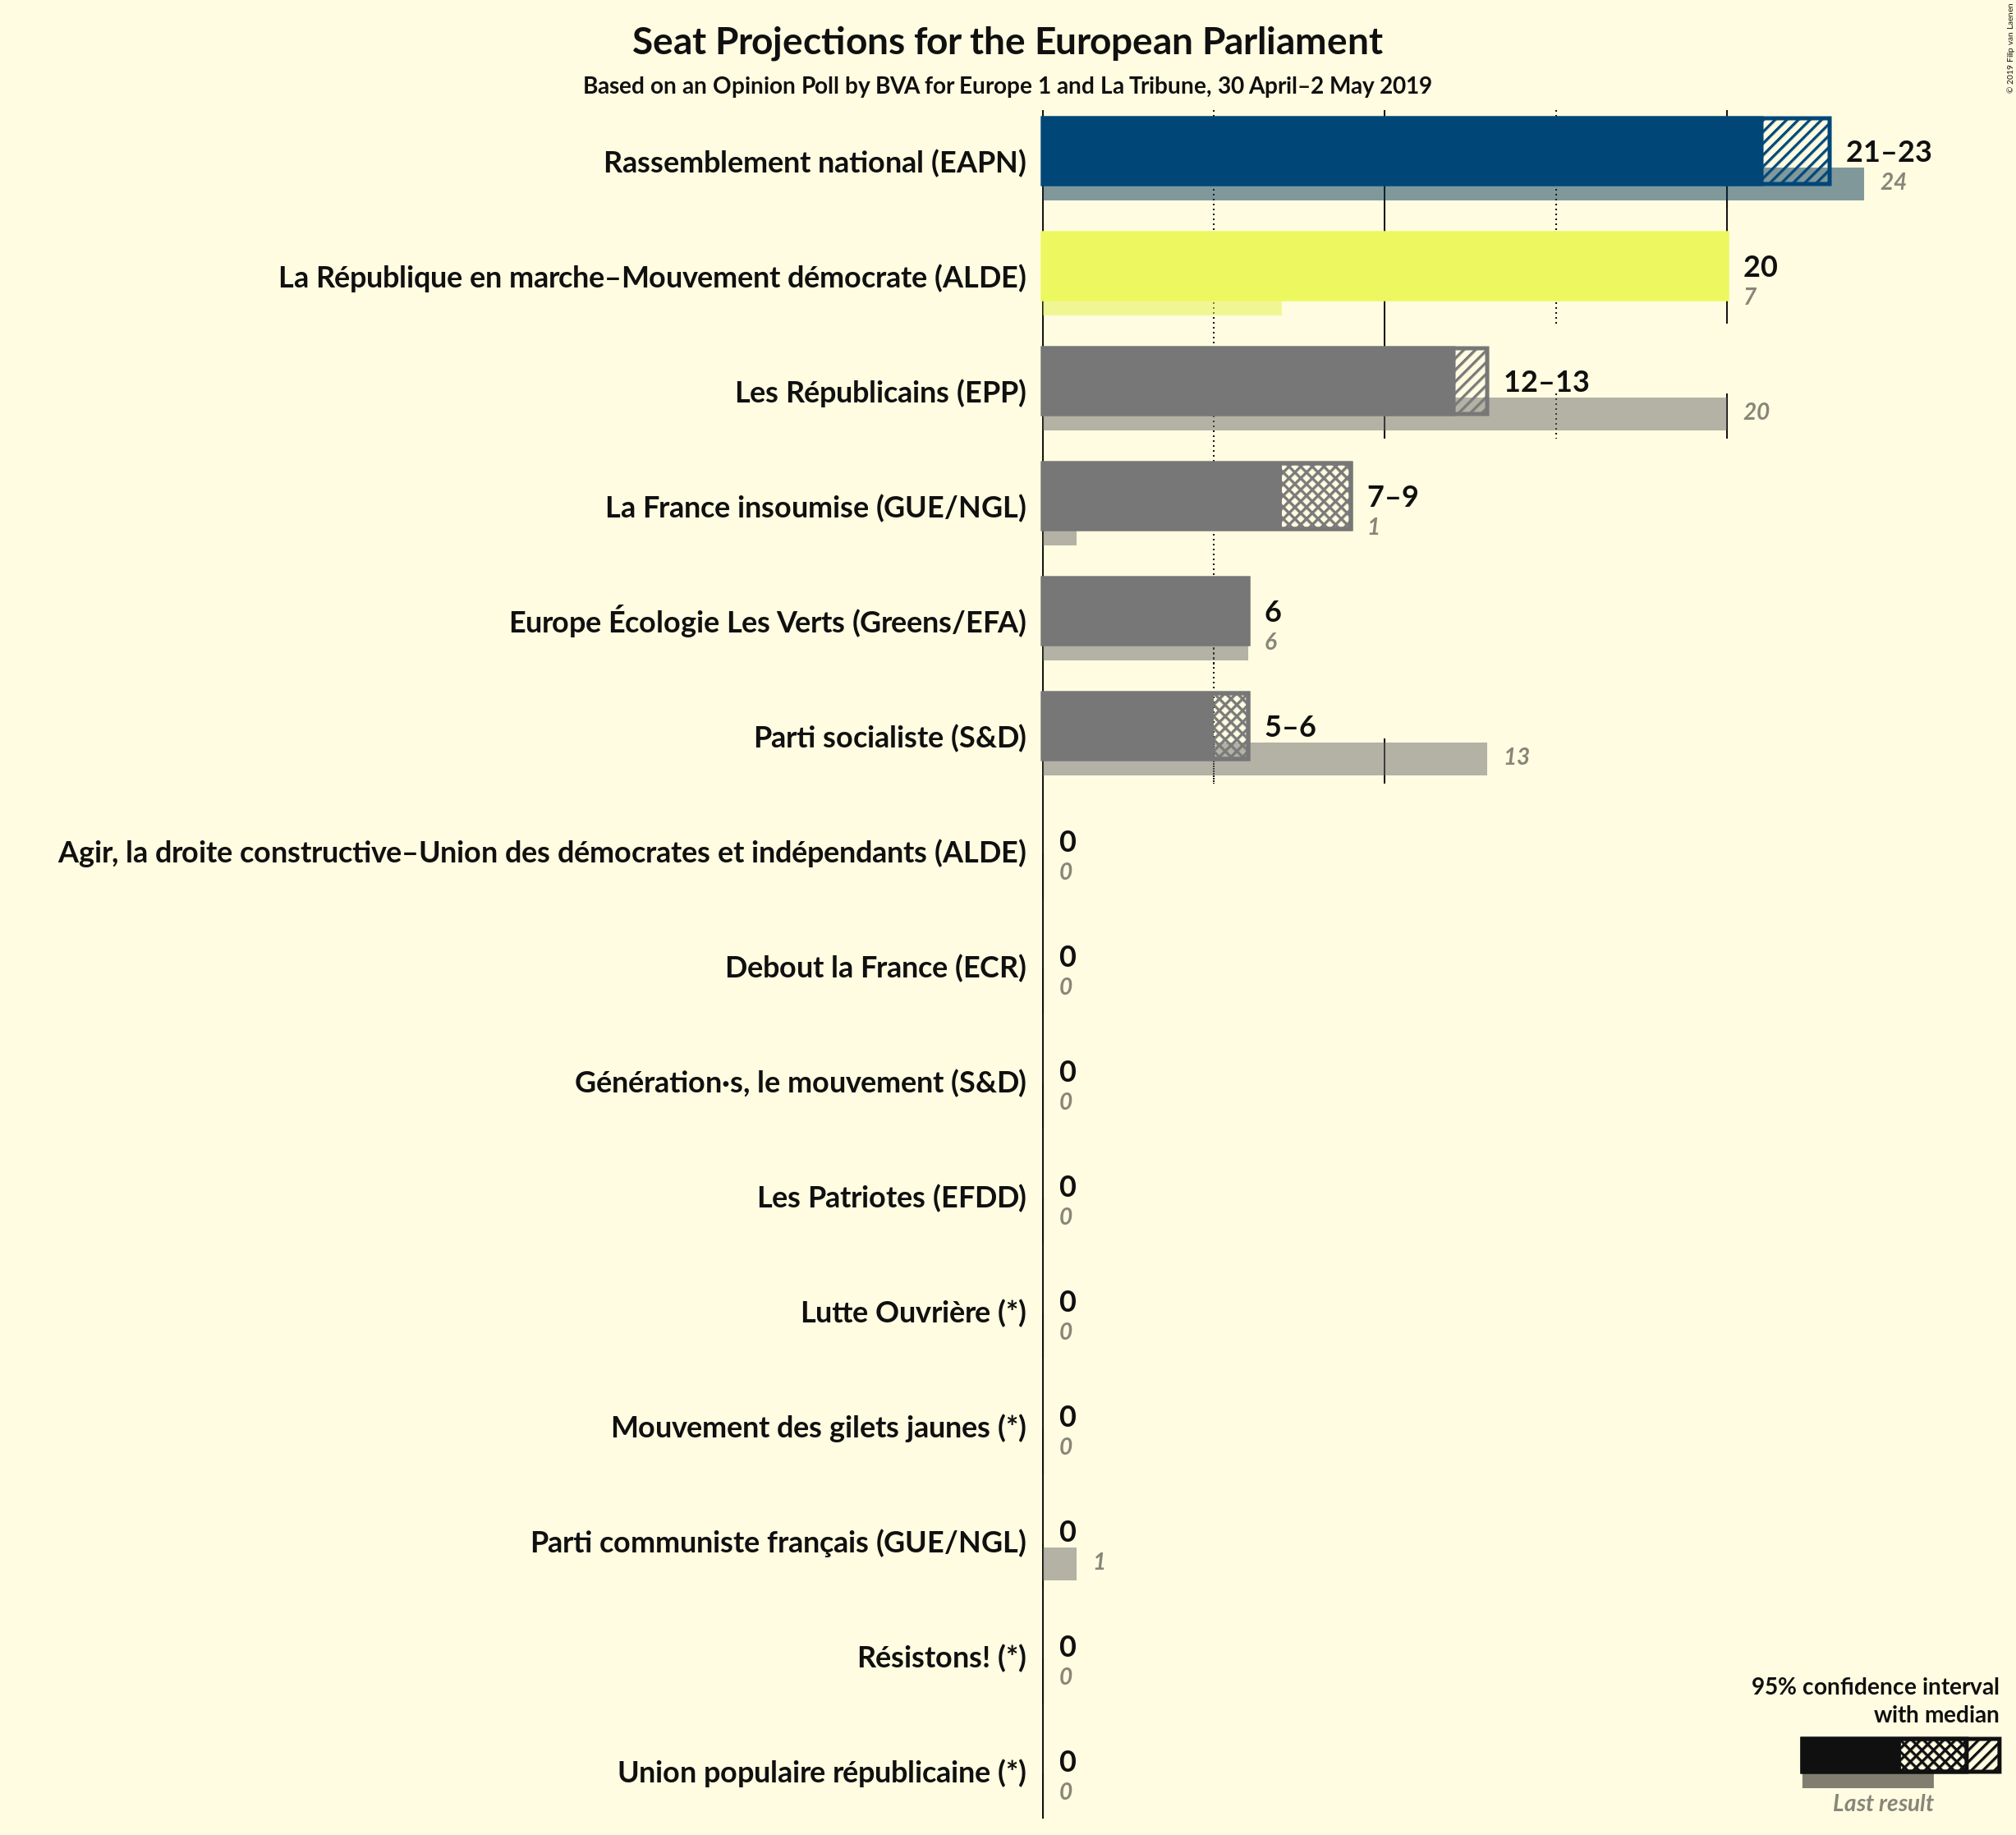 Seat Projections for the European Parliament
Based on an Opinion Poll by BVA for Europe 1 and La Tribune, 30 April–2 May 2019
© 2019 Filip van Laenen
Rassemblement national (EAPN)
21–23
24
La République en marche–Mouvement démocrate (ALDE)
20
7
Les Républicains (EPP)
12–13
20
La France insoumise (GUE/NGL)
7–9
1
Europe Écologie Les Verts (Greens/EFA)
6
6
Parti socialiste (S&D)
5–6
13
Agir, la droite constructive–Union des démocrates et indépendants (ALDE)
0
0
Debout la France (ECR)
0
0
Génération·s, le mouvement (S&D)
0
0
Les Patriotes (EFDD)
0
0
Lutte Ouvrière (*)
0
0
Mouvement des gilets jaunes (*)
0
0
Parti communiste français (GUE/NGL)
0
1
Résistons! (*)
0
0
Union populaire républicaine (*)
0
0
95% confidence interval
with median
Last result